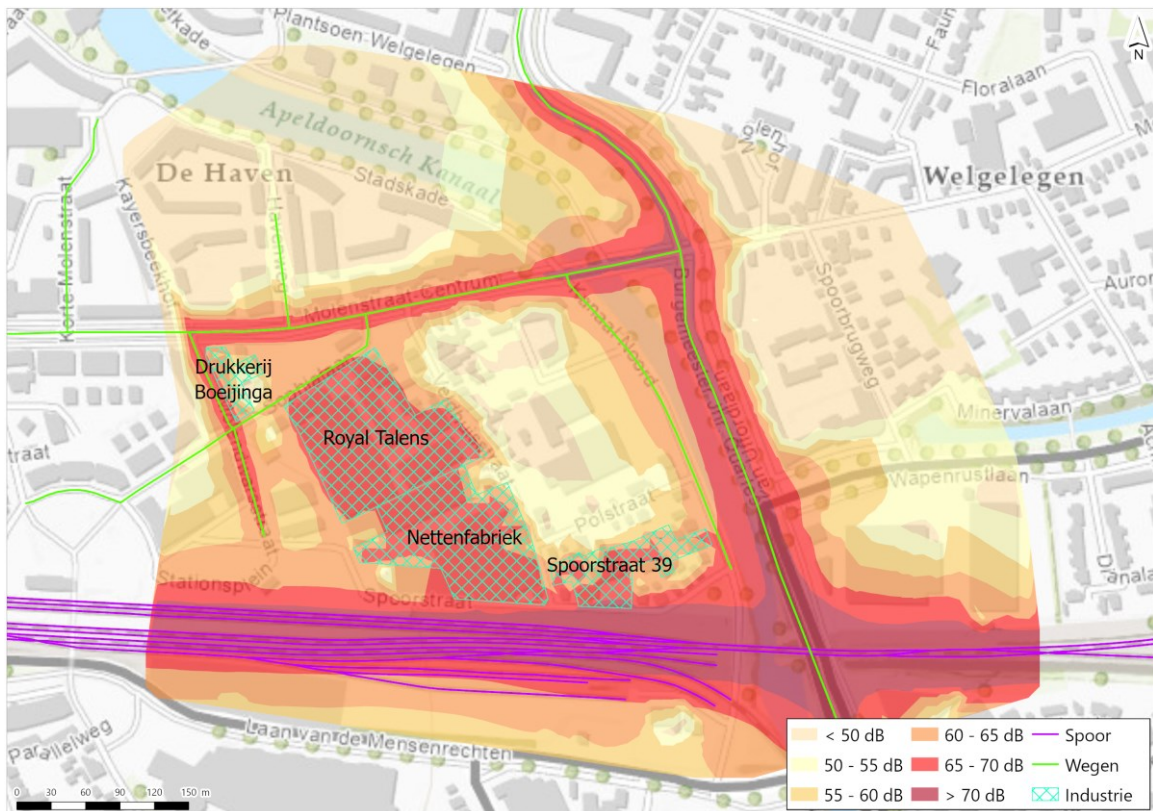 Plantsoen-Welgelegen
Floralaan
N
Apeldoornsch Kanaal
De Haven
Stadskade
Welgelegen
Korte Molenstraat
Molenstraat-Centrum
Kanaal Noord
Spoorbrugweg
Drukkerij
Boeijinga
Royal Talens
Minervalaan
straat
Wapenrustlaan
Nettenfabriek
Polstraat
Spoorstraat 39
Stationsplein
Spoorstraat
Laan van de Mensenrechten
Parallelweg
0 30 60 90 120 150 m
< 50 dB 60 - 65 dB Spoor
50 - 55 dB 65 - 70 dB Wegen
55 - 60 dB > 70 dB Industrie